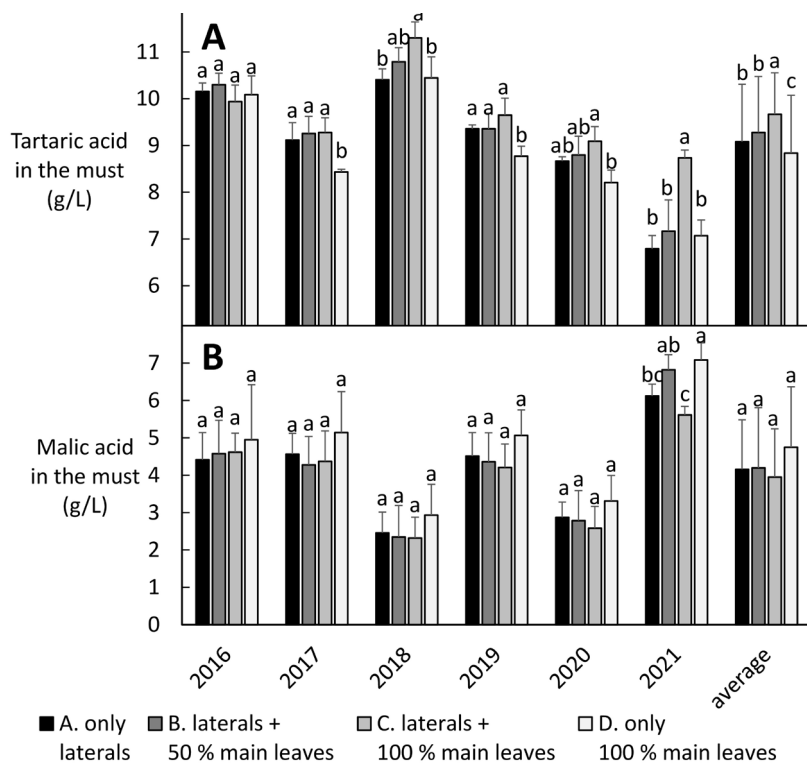 A
11
10
9
8
7
6
Tartaric acid
in the must
(g/L)
a a a a
a a a b
b ab a b
a a a b
ab ab a b
b b a b
b b a c
B
7
6
5
4
3
2
1
0
Malic acid
in the must
(g/L)
a a a a
a a a a
a a a a
a a a a
a a a a
bc ab c a
a a a a
2016 2017 2018 2019 2020 2021 average
A. only laterals
B. laterals + 50 % main leaves
C. laterals + 100 % main leaves
D. only 100 % main leaves